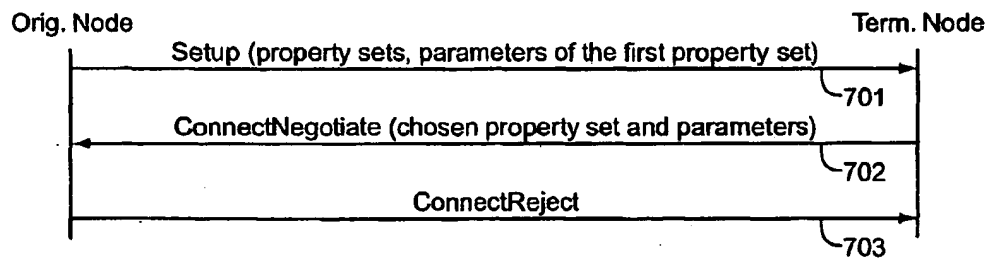 Orig. Node
Term. Node
Setup (property sets, parameters of the first property set)
701
ConnectNegotiate (chosen property set and parameters)
702
ConnectReject
703